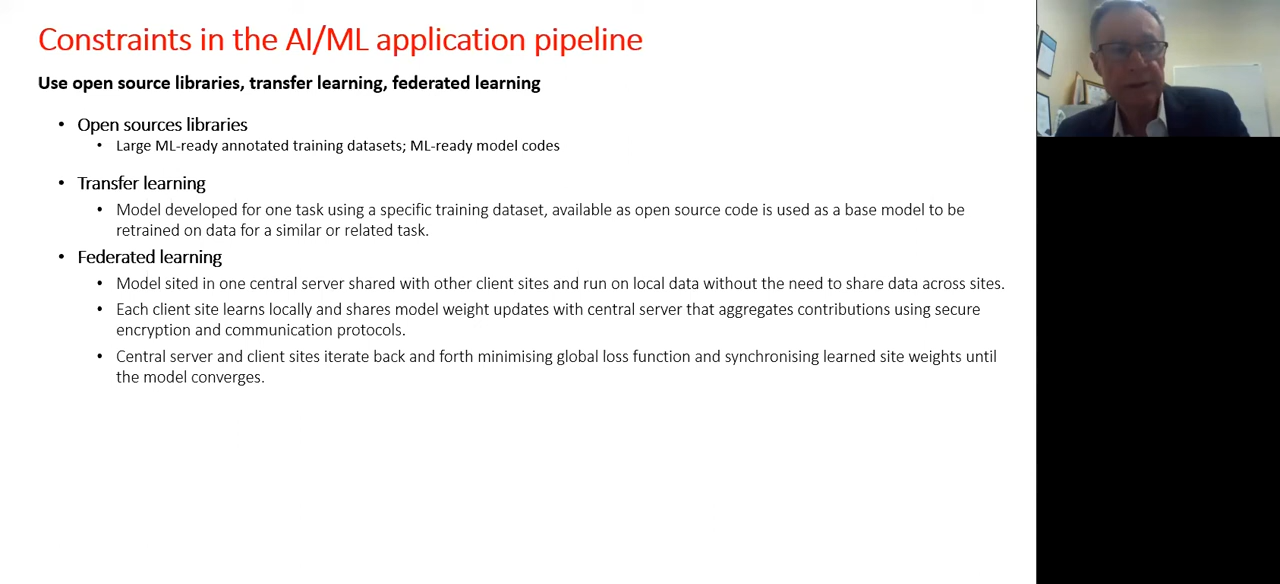 Constraints in the AI/ML application pipeline
Use open source libraries, transfer learning, federated learning
• Open sources libraries
• Large ML-ready annotated training datasets; ML-ready model codes
• Transfer learning
• Model developed for one task using a specific training dataset, available as open source code is used as a base model to be
retrained on data for a similar or related task.
• Federated learning
• Model sited in one central server shared with other client sites and run on local data without the need to share data across sites.
• Each client site learns locally and shares model weight updates with central server that aggregates contributions using secure
encryption and communication protocols.
• Central server and client sites iterate back and forth minimising global loss function and synchronising learned site weights until
the model converges.